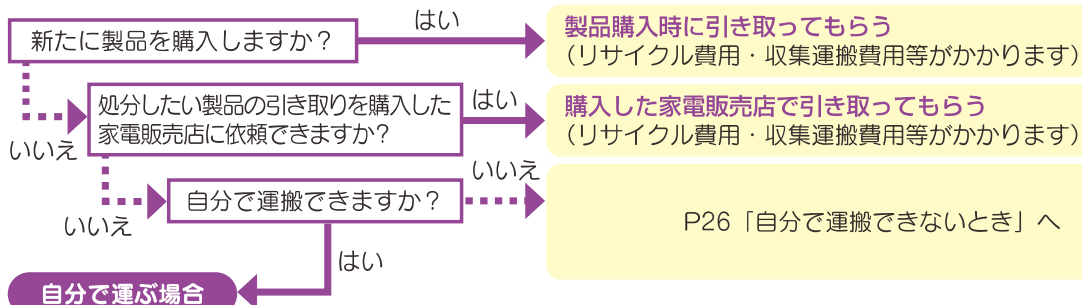 新たに製品を購入しますか？
はい
製品購入時に引き取ってもらう
（リサイクル費用・収集運搬費用等がかかります）
いいえ
処分したい製品の引き取りを購入した
家電販売店に依頼できますか？
はい
購入した家電販売店で引き取ってもらう
（リサイクル費用・収集運搬費用等がかかります）
いいえ
自分で運搬できますか？
いいえ
P26「自分で運搬できないとき」へ
はい
自分で運ぶ場合